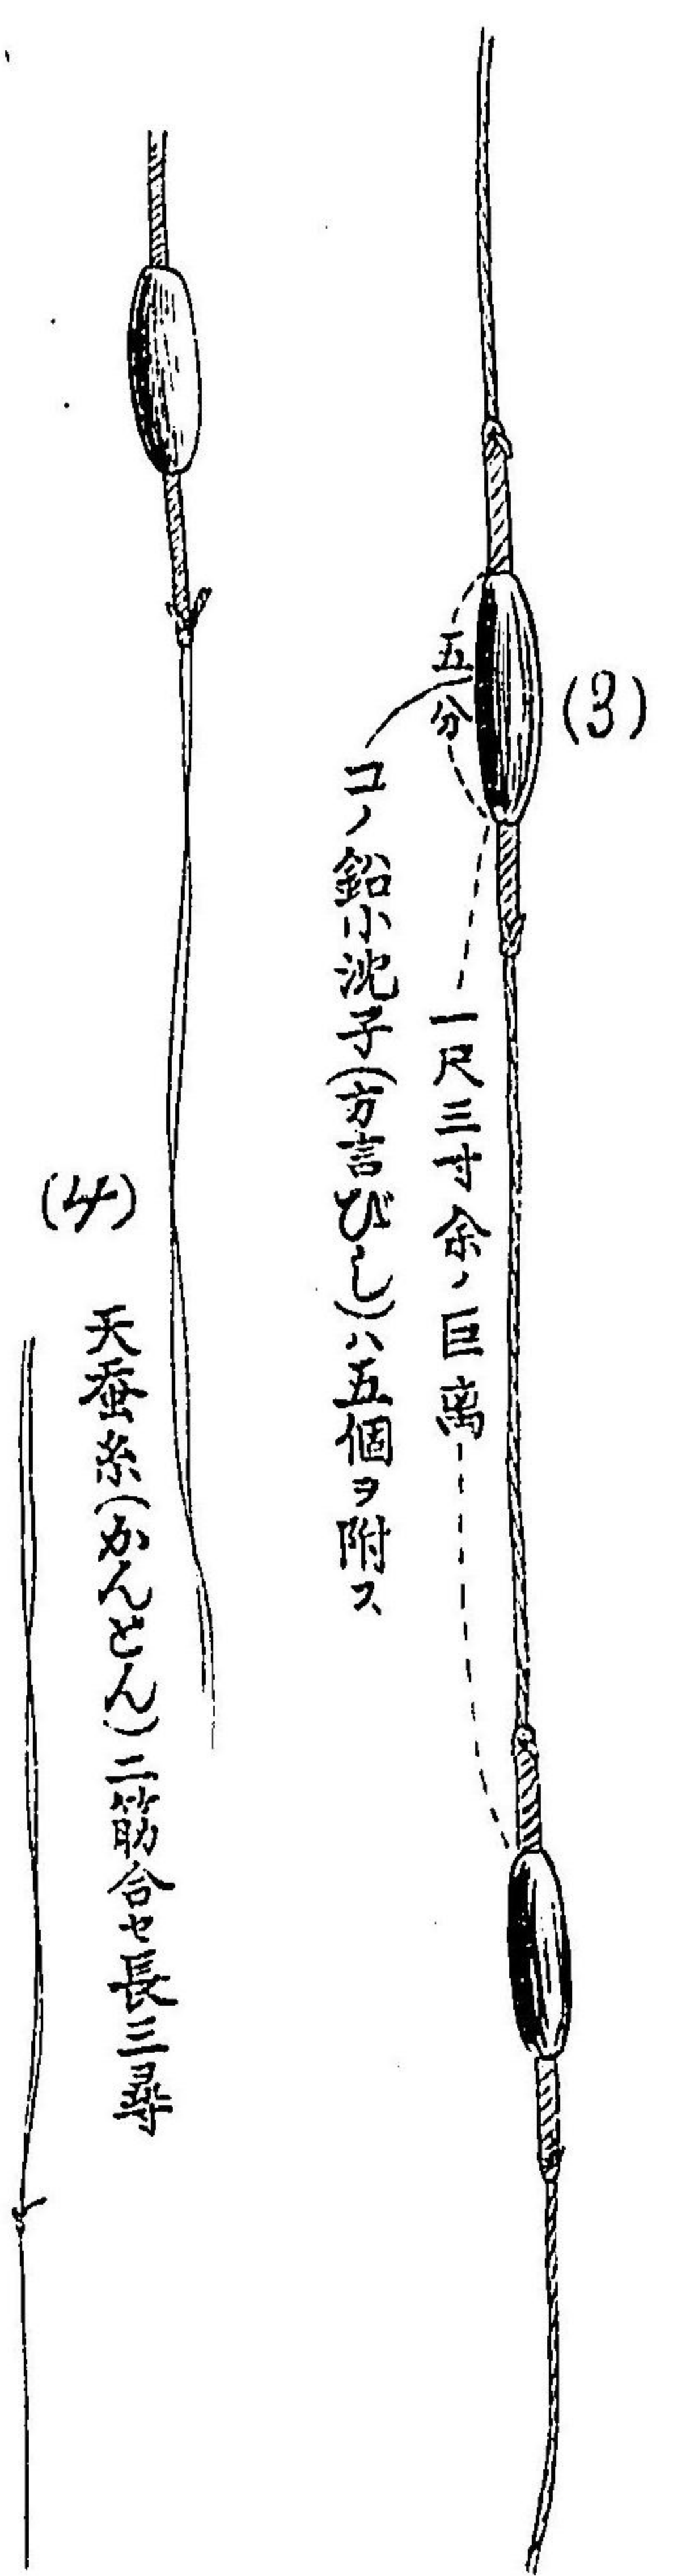 (3)
五分
一尺三寸余ノ巨离
コノ鉛小沈子(方言びし)ハ五個ヲ附ス
(4)
天蚕糸(かんとん)二筋合セ長三尋